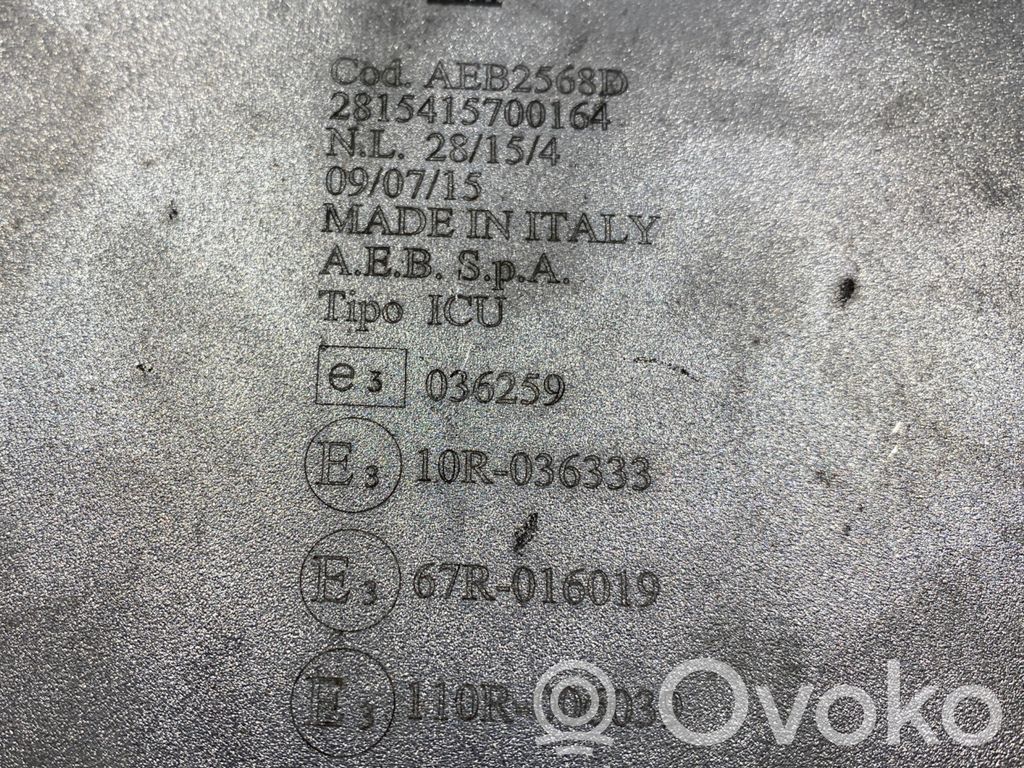 Cod. AEB2568D
2815415700164
N.L. 28/15/4
09/07/15
MADE IN ITALY
A.E.B. S.p.A.
Tipo ICU
e3 036259
E3 10R-036333
E3 67R-016019
E3
Ovoko